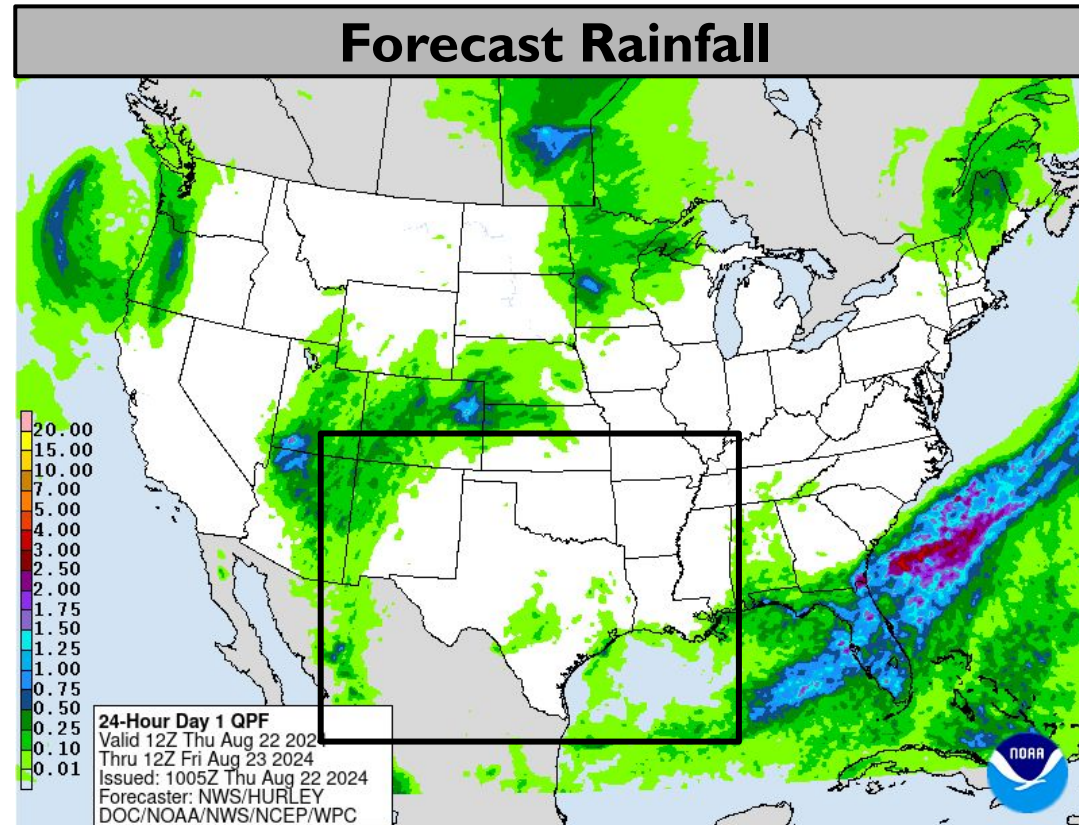 Forecast Rainfall
20.00
15.00
10.00
7.00
5.00
4.00
3.00
2.50
2.00
1.75
1.50
1.25
1.00
0.75
0.50
0.25
0.10
0.01
24-Hour Day 1 QPF
Valid 12Z Thu Aug 22 2024
Thru 12Z Fri Aug 23 2024
Issued: 1005Z Thu Aug 22 2024
Forecaster: NWS/HURLEY
DOC/NOAA/NWS/NCEP/WPC
NOAA